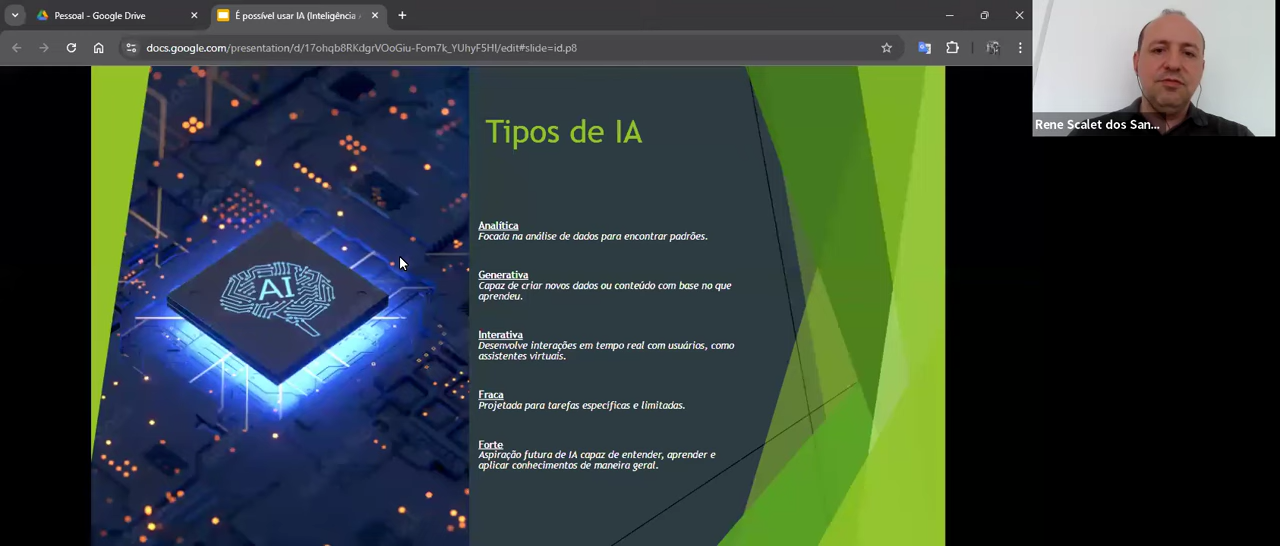 Pessoal - Google Drive
É possível usar IA (Inteligência
docs.google.com/presentation/d/17ohqb8RKdgrVOoGiu-Fom7k_YUhyF5Hl/edit#slide=id.p8
Rene Scalet dos San...
Tipos de IA
AI
Analítica
Focada na análise de dados para encontrar padrões.
Generativa
Capaz de criar novos dados ou conteúdo com base no que
aprendeu.
Interativa
Desenvolve interações em tempo real com usuários, como
assistentes virtuais.
Fraca
Projetada para tarefas específicas e limitadas.
Forte
Aspiração futura de IA capaz de entender, aprender e
aplicar conhecimentos de maneira geral.